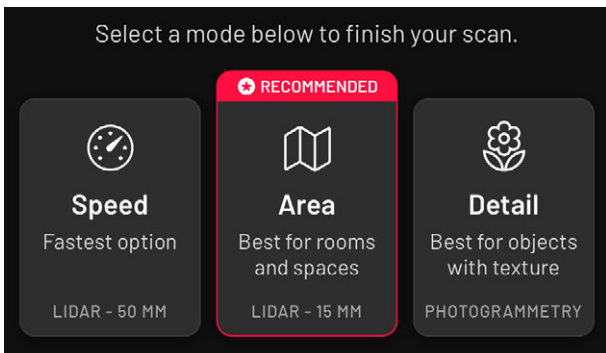 Select a mode below to finish your scan.
RECOMMENDED
Speed
Fastest option
LIDAR - 50 MM
Area
Best for rooms
and spaces
LIDAR - 15 MM
Detail
Best for objects
with texture
PHOTOGRAMMETRY